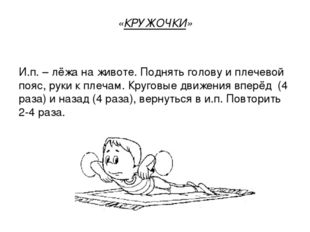 «КРУЖОЧКИ»
И.п. – лёжа на животе. Поднять голову и плечевой
пояс, руки к плечам. Круговые движения вперёд (4
раза) и назад (4 раза), вернуться в и.п. Повторить
2-4 раза.